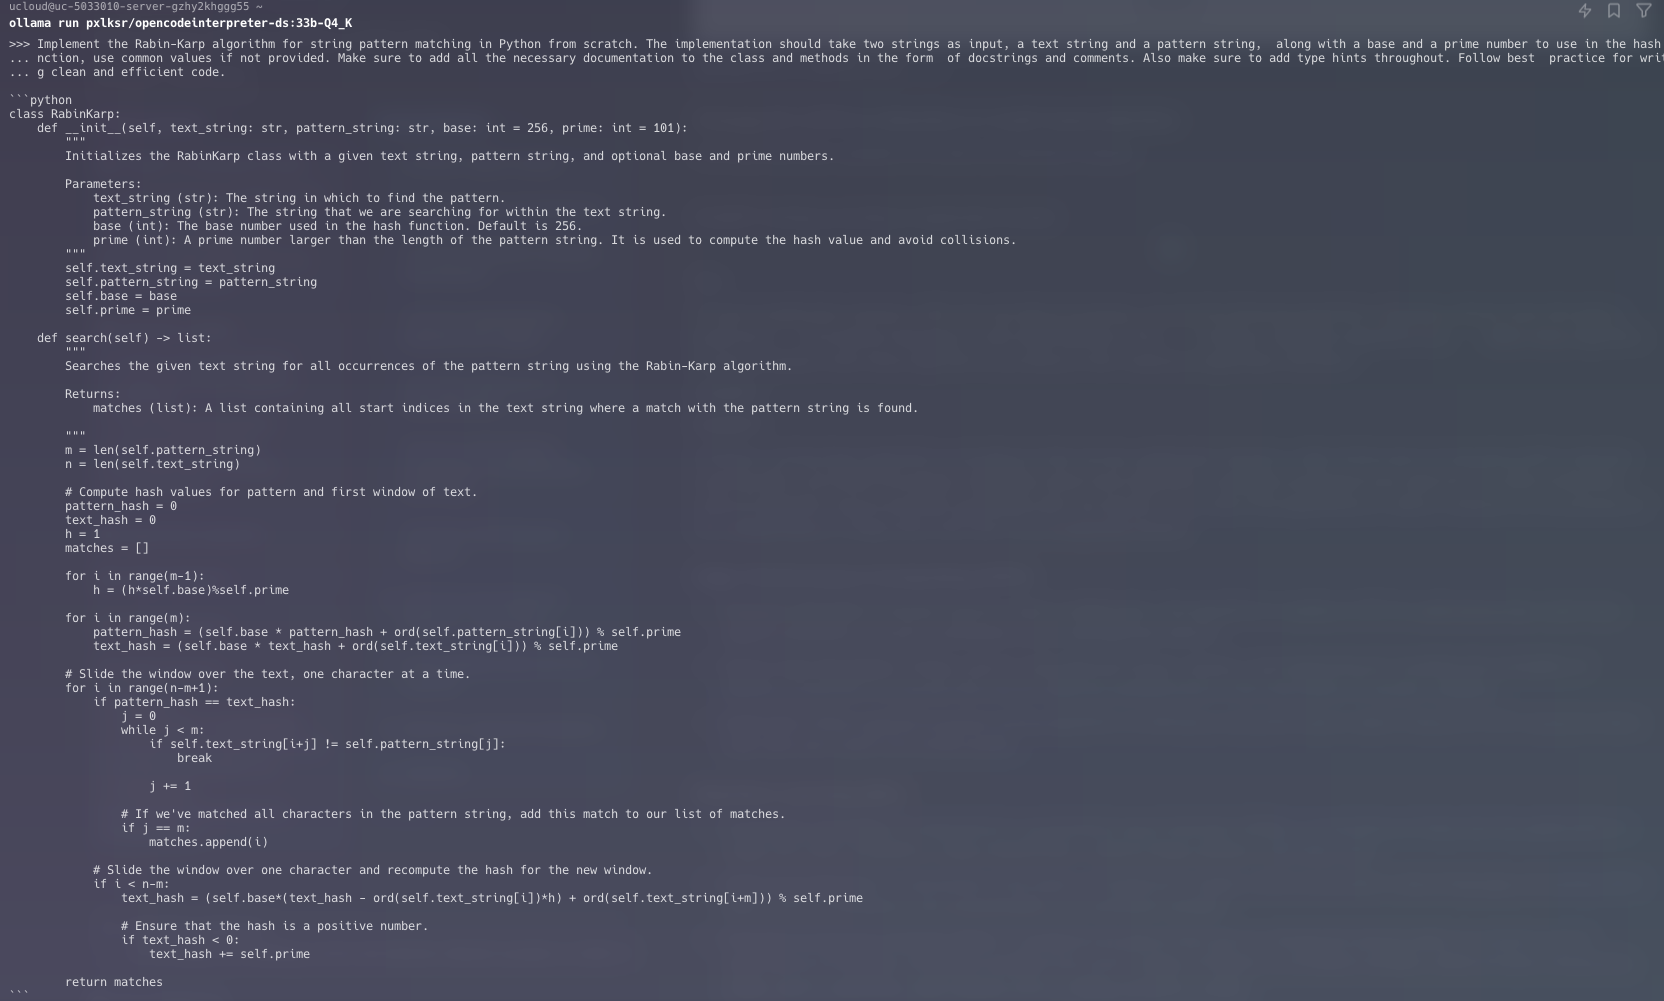 ucloud@uc-5033010-server-gzhy2khggg55 ~
ollama run pxlksr/opencodeinterpreter-ds:33b-Q4_K
>>> Implement the Rabin-Karp algorithm for string pattern matching in Python from scratch. The implementation should take two strings as input, a text string and a pattern string,  along with a base and a prime number to use in the hash
... nction, use common values if not provided. Make sure to add all the necessary documentation to the class and methods in the form  of docstrings and comments. Also make sure to add type hints throughout. Follow best  practice for writ
... g clean and efficient code.

```python
class RabinKarp:
    def __init__(self, text_string: str, pattern_string: str, base: int = 256, prime: int = 101):
        """
        Initializes the RabinKarp class with a given text string, pattern string, and optional base and prime numbers.

        Parameters:
            text_string (str): The string in which to find the pattern.
            pattern_string (str): The string that we are searching for within the text string.
            base (int): The base number used in the hash function. Default is 256.
            prime (int): A prime number larger than the length of the pattern string. It is used to compute the hash value and avoid collisions.
        """
        self.text_string = text_string
        self.pattern_string = pattern_string
        self.base = base
        self.prime = prime

    def search(self) -> list:
        """
        Searches the given text string for all occurrences of the pattern string using the Rabin-Karp algorithm.

        Returns:
            matches (list): A list containing all start indices in the text string where a match with the pattern string is found.

        """
        m = len(self.pattern_string)
        n = len(self.text_string)

        # Compute hash values for pattern and first window of text.
        pattern_hash = 0
        text_hash = 0
        h = 1
        matches = []

        for i in range(m-1):
            h = (h*self.base)%self.prime

        for i in range(m):
            pattern_hash = (self.base * pattern_hash + ord(self.pattern_string[i])) % self.prime
            text_hash = (self.base * text_hash + ord(self.text_string[i])) % self.prime

        # Slide the window over the text, one character at a time.
        for i in range(n-m+1):
            if pattern_hash == text_hash:
                j = 0
                while j < m:
                    if self.text_string[i+j] != self.pattern_string[j]:
                        break

                    j += 1

                # If we've matched all characters in the pattern string, add this match to our list of matches.
                if j == m:
                    matches.append(i)

            # Slide the window over one character and recompute the hash for the new window.
            if i < n-m:
                text_hash = (self.base*(text_hash - ord(self.text_string[i])*h) + ord(self.text_string[i+m])) % self.prime

                # Ensure that the hash is a positive number.
                if text_hash < 0:
                    text_hash += self.prime

        return matches
```